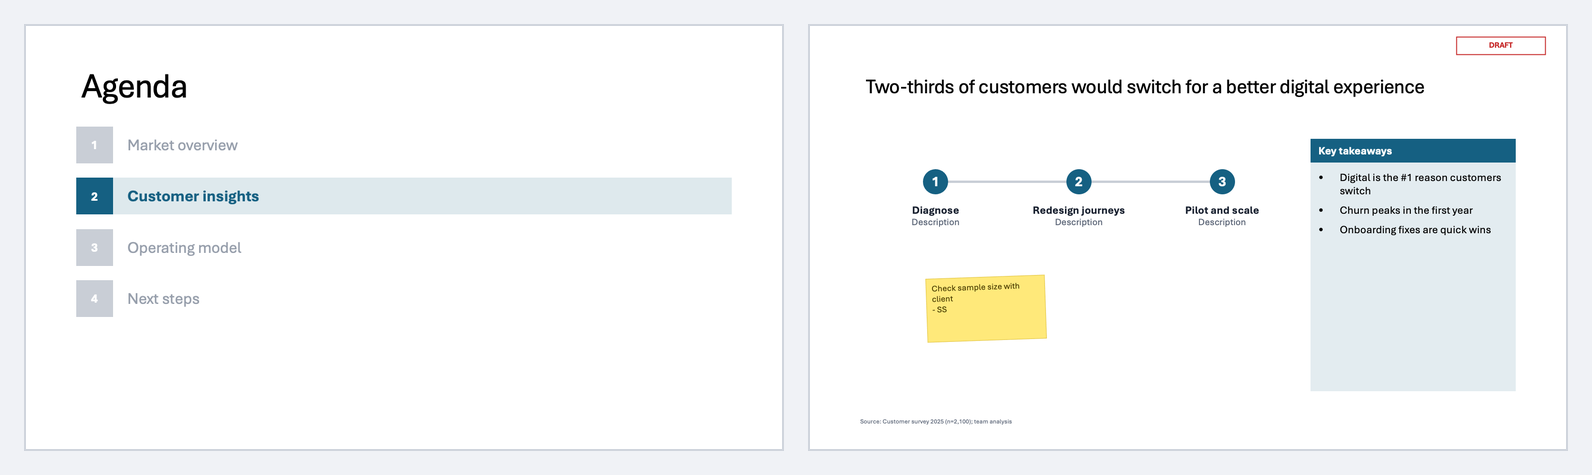 Agenda
1
Market overview
2
Customer insights
3
Operating model
4
Next steps
DRAFT
Two-thirds of customers would switch for a better digital experience
1
2
3
Diagnose
Description
Redesign journeys
Description
Pilot and scale
Description
Check sample size with
client
- SS
Key takeaways
• Digital is the #1 reason customers
switch
• Churn peaks in the first year
• Onboarding fixes are quick wins
Source: Customer survey 2025 (n=2,100); team analysis